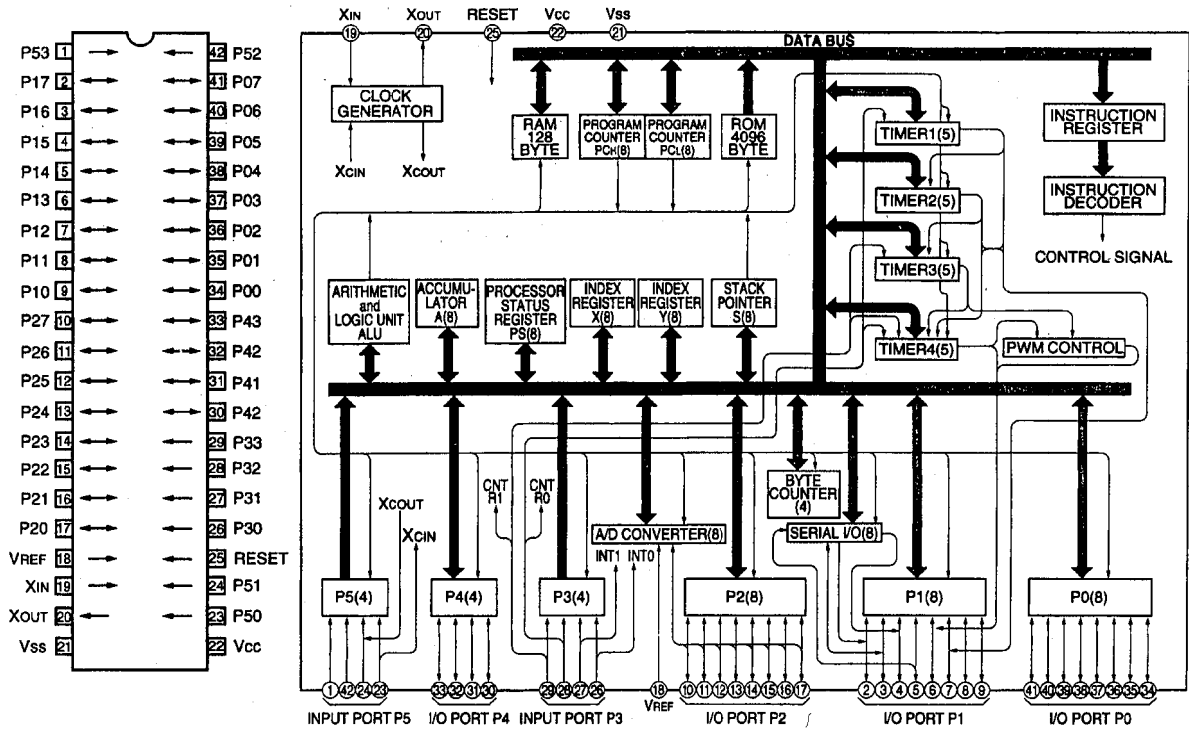 P53 1 42 P52
P17 2 41 P07
P16 3 40 P06
P15 4 39 P05
P14 5 38 P04
P13 6 37 P03
P12 7 36 P02
P11 8 35 P01
P10 9 34 P00
P27 10 33 P43
P26 11 32 P42
P25 12 31 P41
P24 13 30 P42
P23 14 29 P33
P22 15 28 P32
P21 16 27 P31
P20 17 26 P30
VREF 18 25 RESET
XIN 19 24 P51
XOUT 20 23 P50
Vss 21 22 Vcc
XIN XOUT RESET Vcc Vss
19 20 25 22 21
DATA BUS
CLOCK
GENERATOR
XCIN XCOUT
RAM
128
BYTE
PROGRAM
COUNTER
PCH(8)
PROGRAM
COUNTER
PCL(8)
ROM
4096
BYTE
TIMER1(5)
TIMER2(5)
TIMER3(5)
TIMER4(5)
PWM CONTROL
INSTRUCTION
REGISTER
INSTRUCTION
DECODER
CONTROL SIGNAL
ARITHMETIC
and
LOGIC UNIT
ALU
ACCUMU-
LATOR
A(8)
PROCESSOR
STATUS
REGISTER
PS(8)
INDEX
REGISTER
X(8)
INDEX
REGISTER
Y(8)
STACK
POINTER
S(8)
XCOUT
XCIN
CNT
R1
CNT
R0
A/D CONVERTER(8)
INT1 INT0
BYTE
COUNTER
(4)
SERIAL I/O(8)
P5(4) P4(4) P3(4) P2(8) P1(8) P0(8)
1 42 24 23 33 32 31 30 29 28 27 26 18 10 11 12 13 14 15 16 17 2 3 4 5 6 7 8 9 41 40 39 38 37 36 35 34
VREF
INPUT PORT P5 I/O PORT P4 INPUT PORT P3 I/O PORT P2 I/O PORT P1 I/O PORT P0